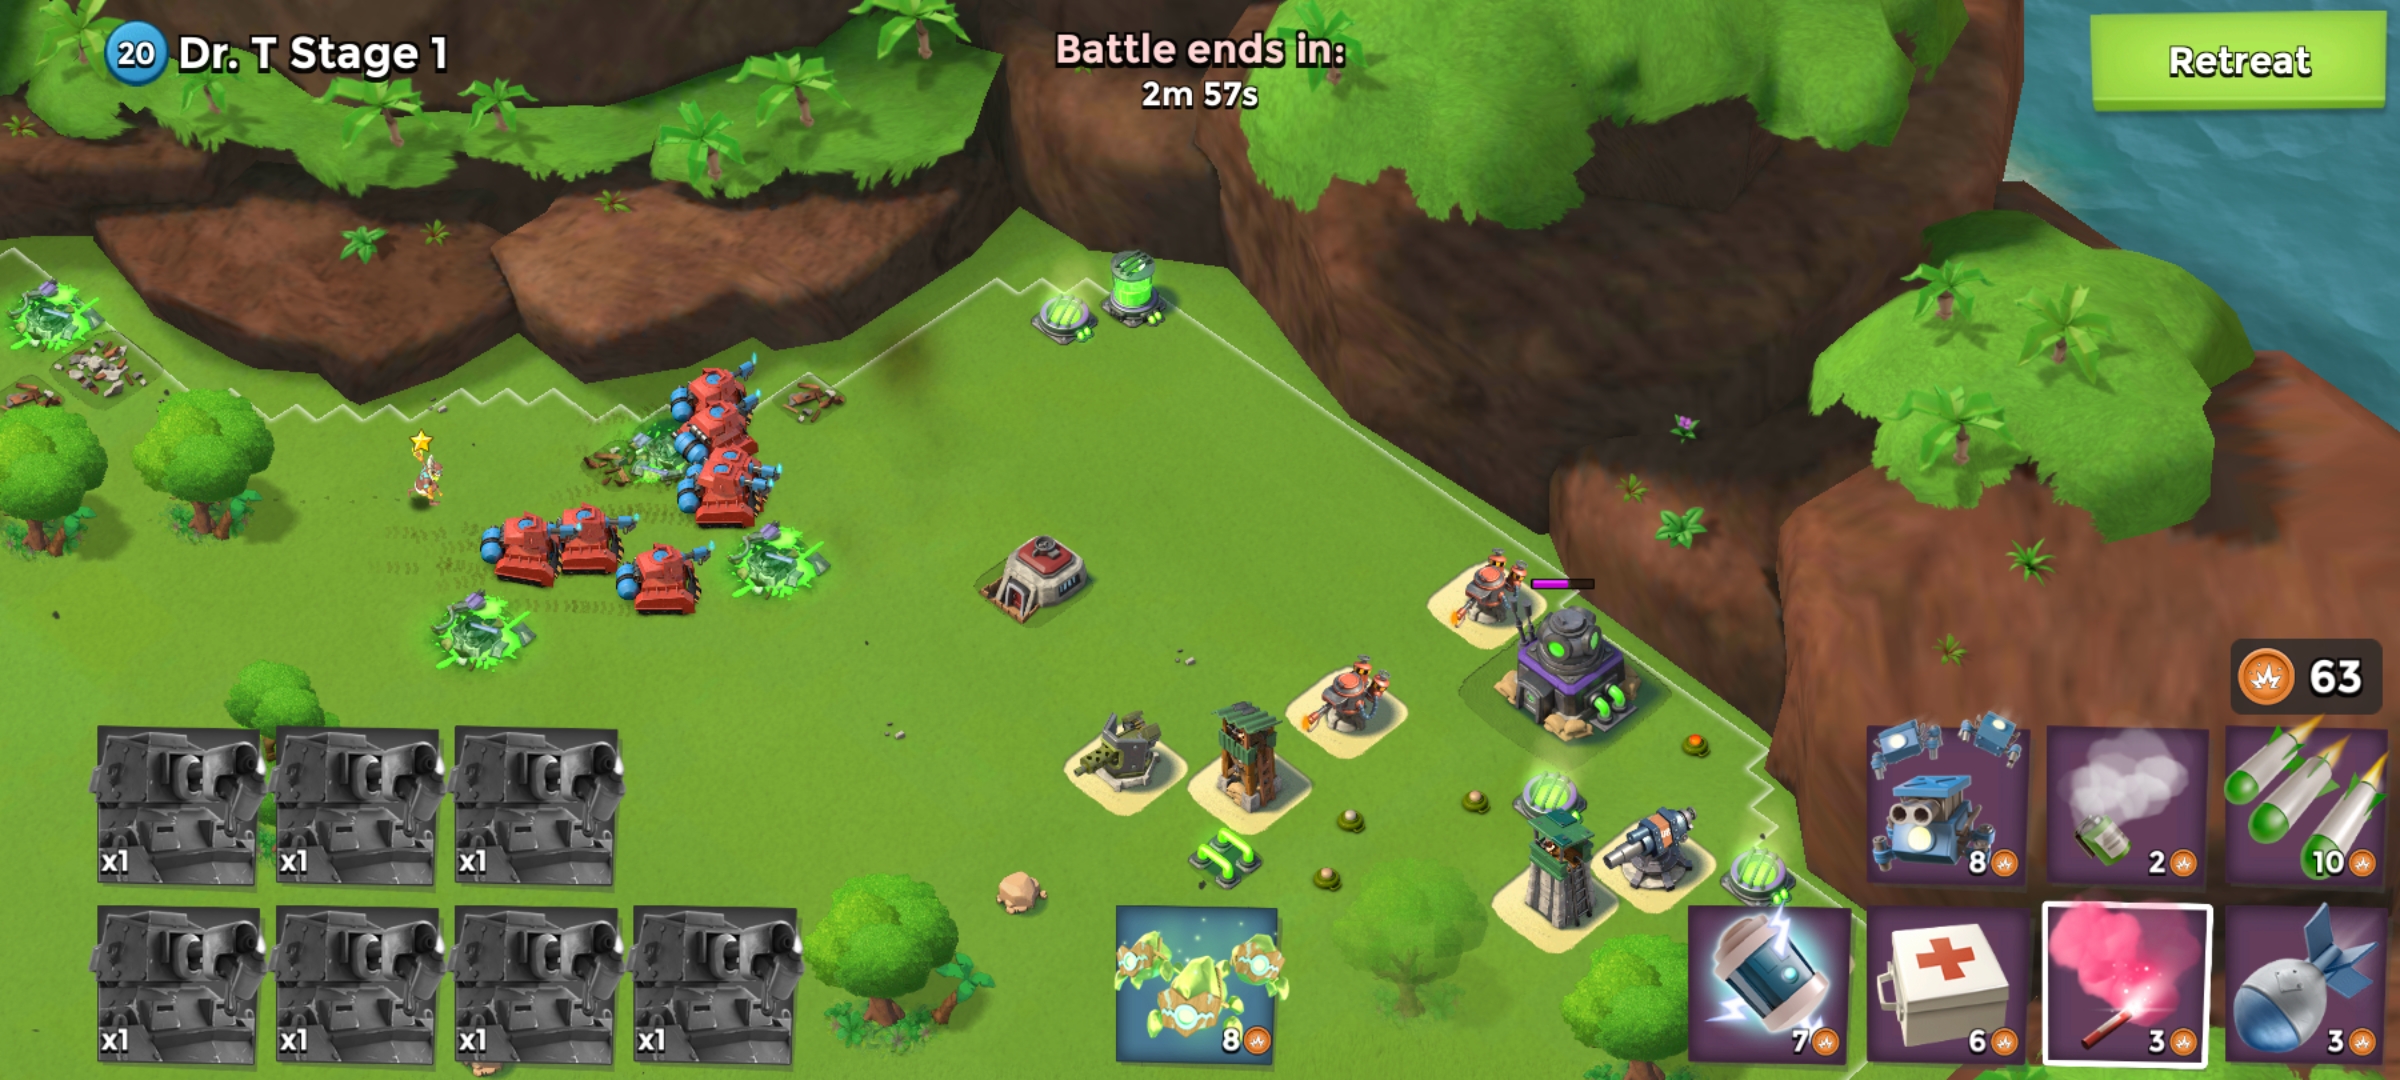 20 Dr. T Stage 1
Battle ends in:
2m 57s
Retreat
63
x1 x1 x1
8 2 10
x1 x1 x1 x1
8
7 6 3 3